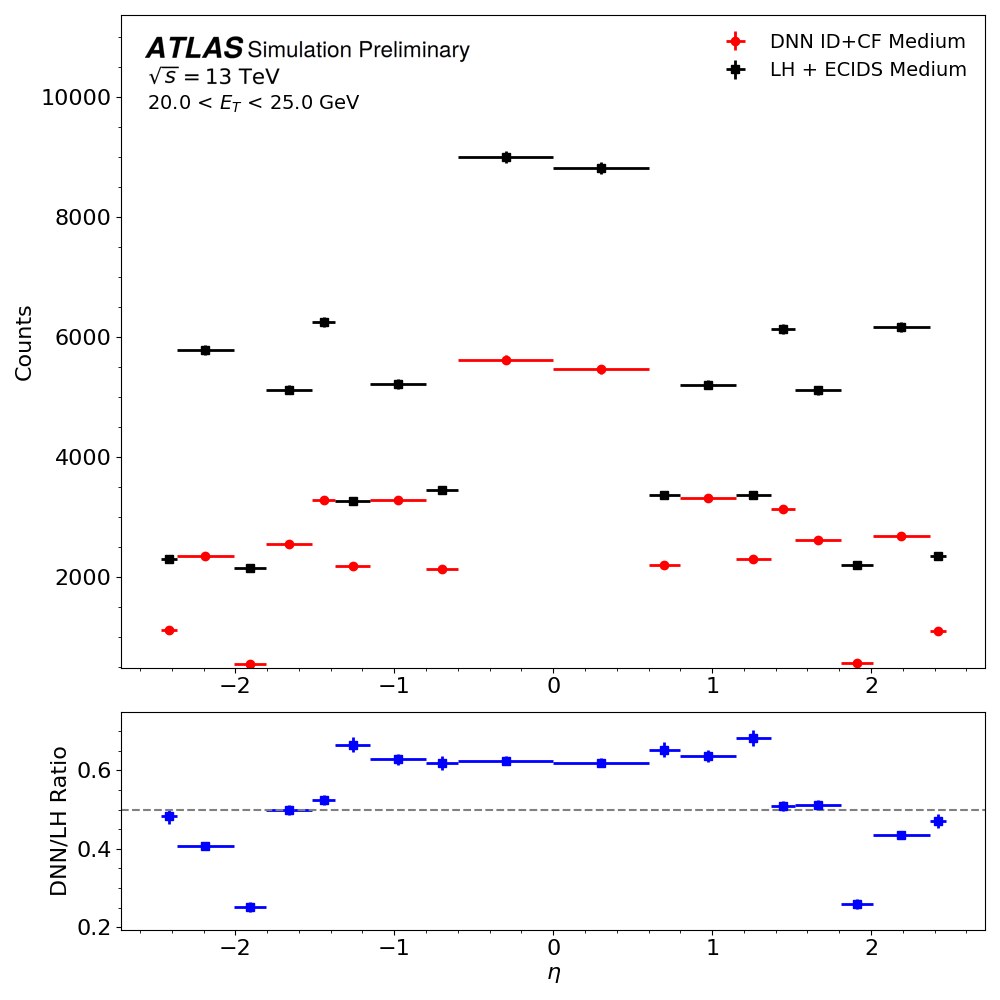 ATLAS Simulation Preliminary
√s = 13 TeV
20.0 < E_T < 25.0 GeV
DNN ID+CF Medium
LH + ECIDS Medium
Counts
10000
8000
6000
4000
2000
−2 −1 0 1 2
DNN/LH Ratio
0.6
0.4
0.2
−2 −1 0 1 2
η